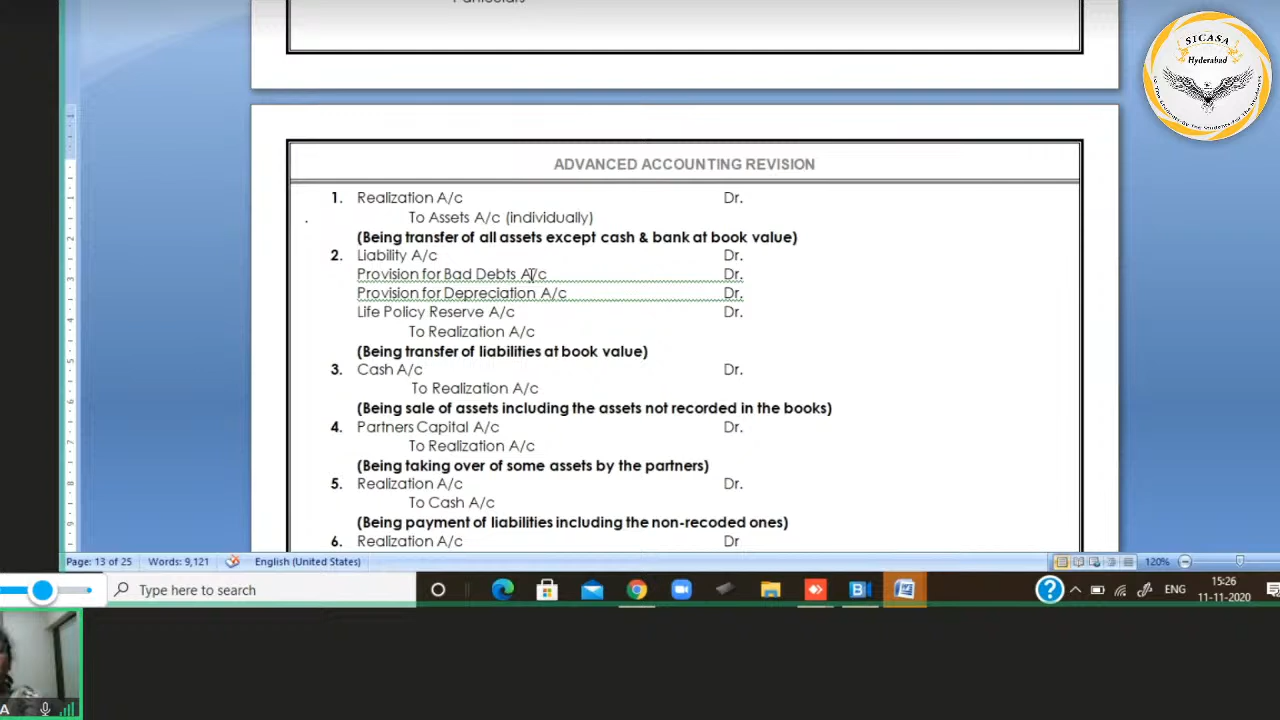 Particulars
SICASA
Hyderabad
ADVANCED ACCOUNTING REVISION
1. Realization A/c Dr.
To Assets A/c (individually)
(Being transfer of all assets except cash & bank at book value)
2. Liability A/c Dr.
Provision for Bad Debts A/c Dr.
Provision for Depreciation A/c Dr.
Life Policy Reserve A/c Dr.
To Realization A/c
(Being transfer of liabilities at book value)
3. Cash A/c Dr.
To Realization A/c
(Being sale of assets including the assets not recorded in the books)
4. Partners Capital A/c Dr.
To Realization A/c
(Being taking over of some assets by the partners)
5. Realization A/c Dr.
To Cash A/c
(Being payment of liabilities including the non-recoded ones)
6. Realization A/c Dr
Page: 13 of 25 Words: 9,121 English (United States) 120%
Type here to search
ENG
15:26
11-11-2020
A